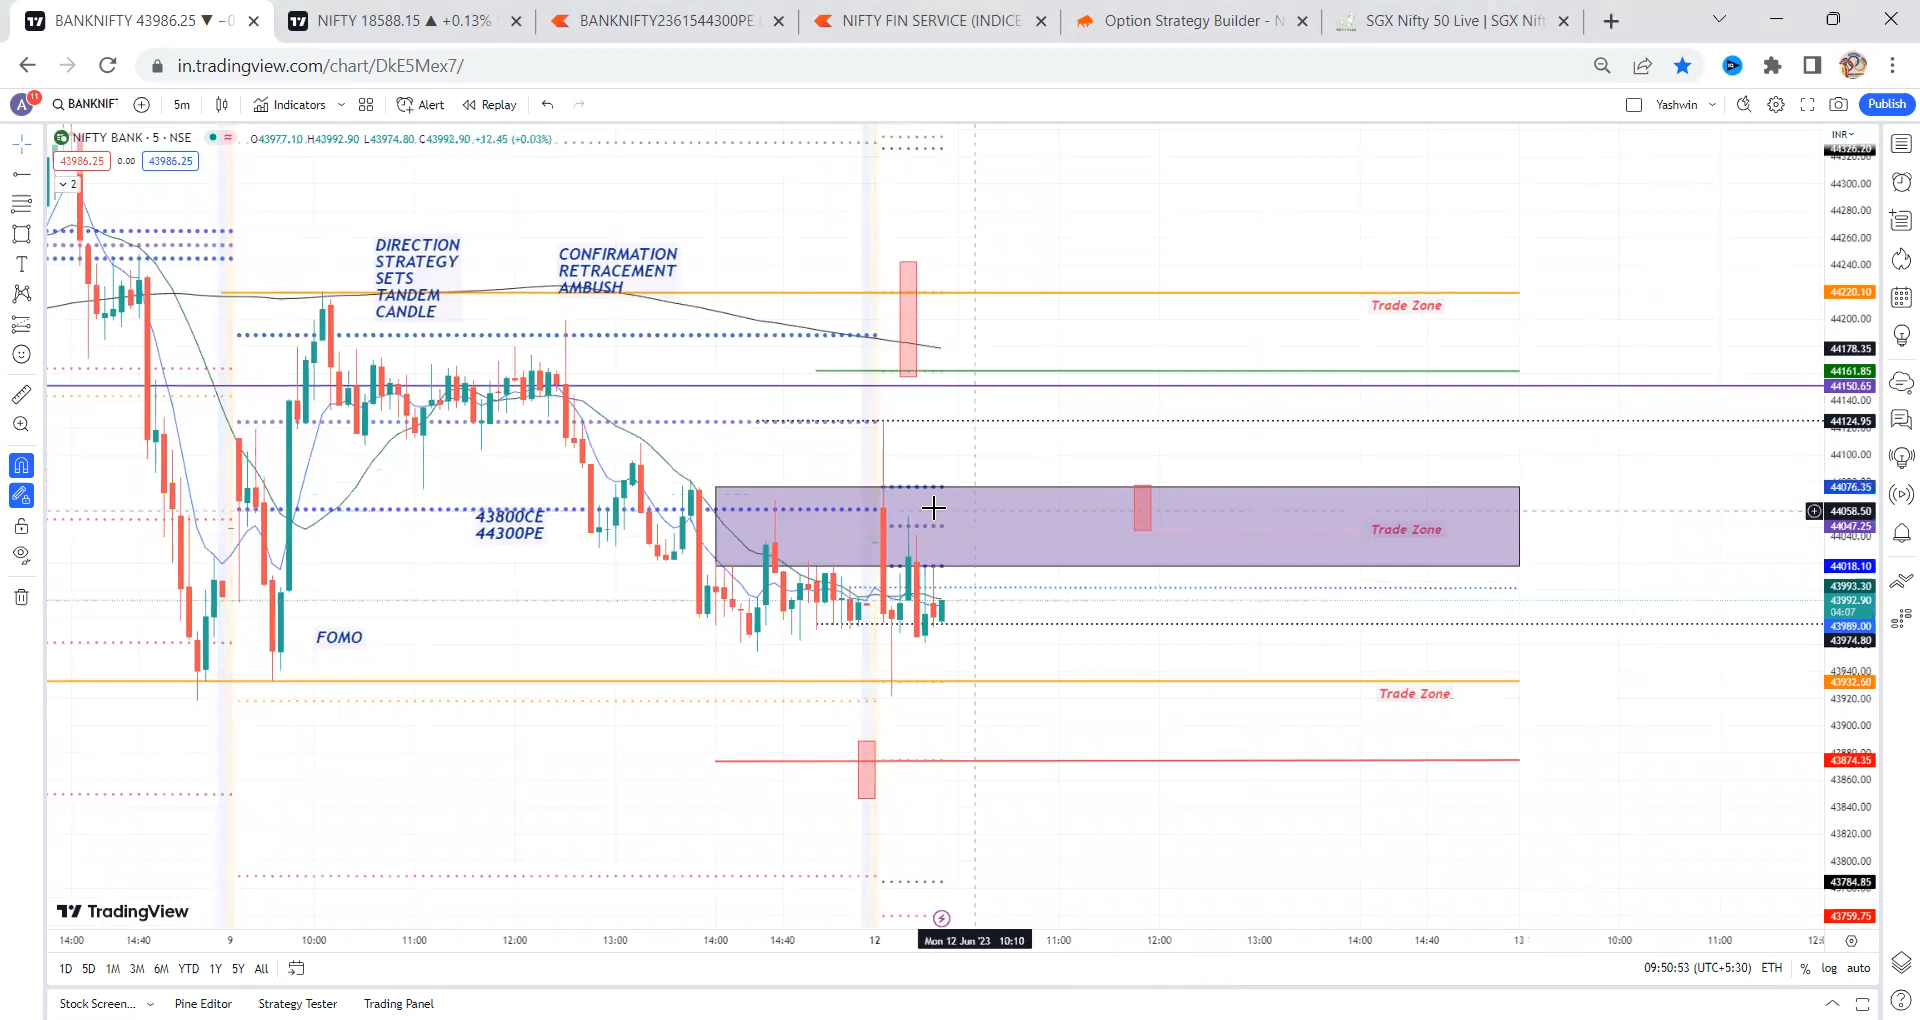 BANKNIFTY 43986.25 ▼ −0
NIFTY 18588.15 ▲ +0.13%
BANKNIFTY2361544300PE
NIFTY FIN SERVICE (INDICE
Option Strategy Builder - N
SGX Nifty 50 Live | SGX Nift
in.tradingview.com/chart/DkE5Mex7/
A
11
BANKNIFT
5m
Indicators
Alert
Replay
Yashwin
Publish
NIFTY BANK · 5 · NSE
O43977.10 H43992.90 L43974.80 C43992.90 +12.45 (+0.03%)
43986.25
0.00
43986.25
2
INR
44326.20
44300.00
44280.00
44260.00
44240.00
44220.10
44200.00
44178.35
44161.85
44150.65
44140.00
44124.95
44100.00
44080.00
44076.35
44058.50
44047.25
44040.00
44018.10
43993.30
43992.90
04:07
43989.00
43974.80
43940.00
43932.60
43920.00
43900.00
43874.35
43860.00
43840.00
43820.00
43800.00
43784.85
43759.75
DIRECTION
STRATEGY
SETS
TANDEM
CANDLE
CONFIRMATION
RETRACEMENT
AMBUSH
Trade Zone
43800CE
44300PE
Trade Zone
FOMO
Trade Zone
TradingView
14:00
14:40
9
10:00
11:00
12:00
13:00
14:00
14:40
12
Mon 12 Jun '23 10:10
11:00
12:00
13:00
14:00
14:40
13
10:00
11:00
1D 5D 1M 3M 6M YTD 1Y 5Y All
09:50:53 (UTC+5:30) ETH % log auto
Stock Screen...
Pine Editor
Strategy Tester
Trading Panel